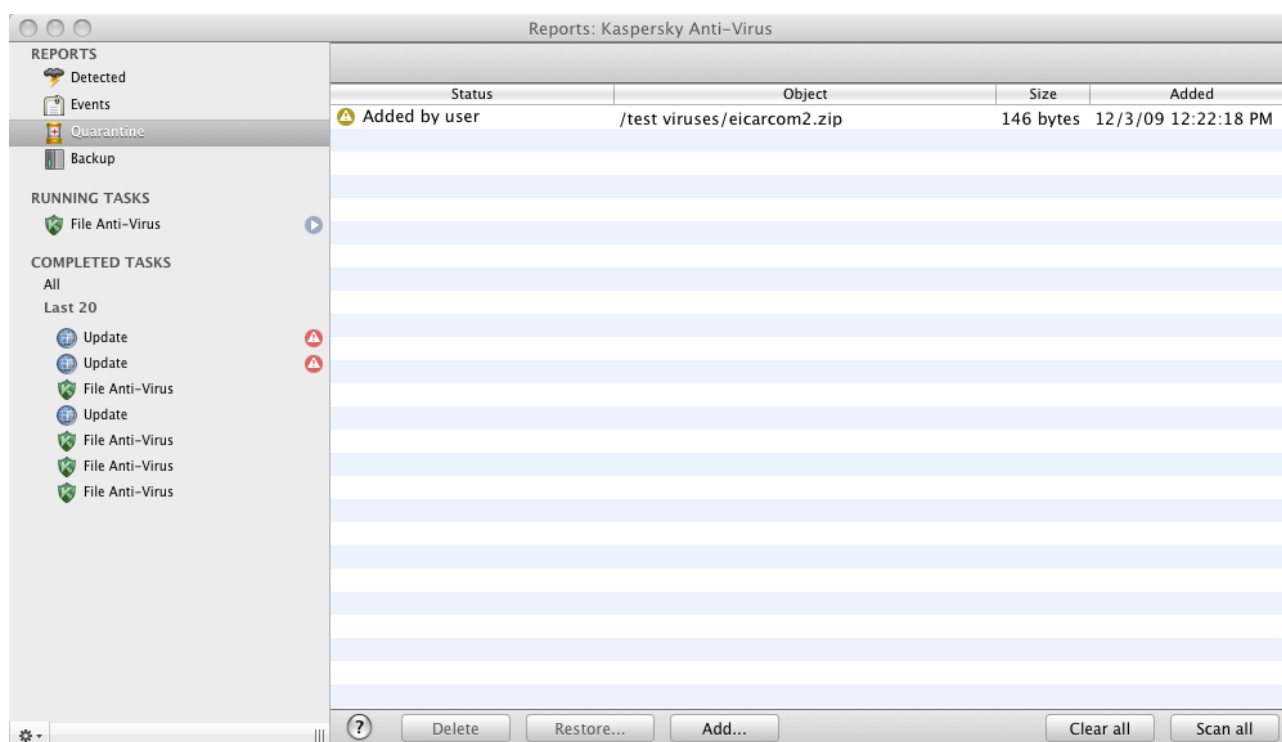 Reports: Kaspersky Anti-Virus
REPORTS
Detected
Events
Quarantine
Backup
RUNNING TASKS
File Anti-Virus
COMPLETED TASKS
All
Last 20
Update
Update
File Anti-Virus
Update
File Anti-Virus
File Anti-Virus
File Anti-Virus
Status Object Size Added
Added by user /test viruses/eicarcom2.zip 146 bytes 12/3/09 12:22:18 PM
? Delete Restore... Add... Clear all Scan all